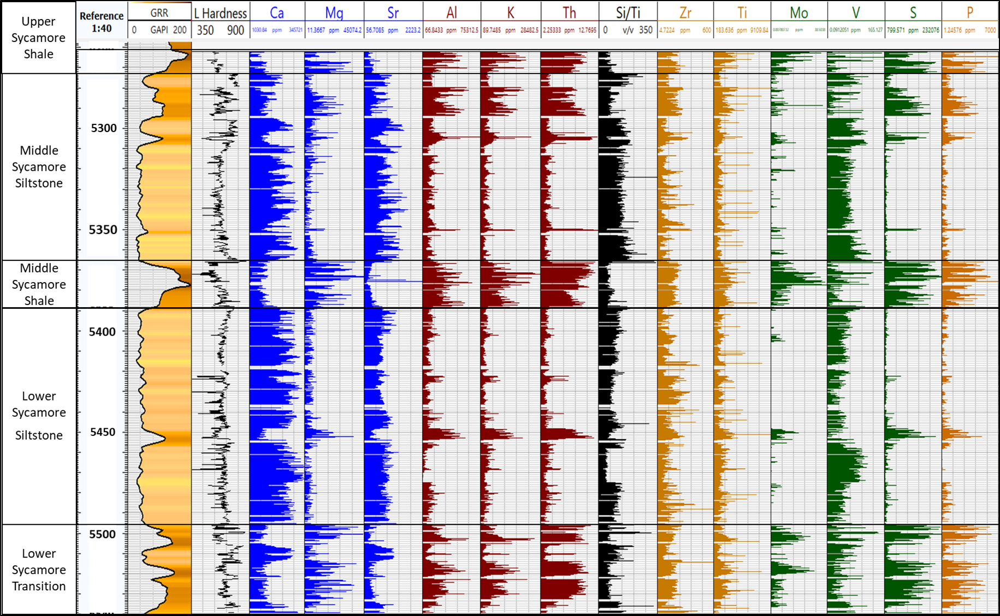 Upper
Sycamore
Shale
Reference
1:40
GRR
0 GAPI 200
L Hardness
350 900
Ca
1030.84 ppm 345721
Mg
11.3667 ppm 45074.2
Sr
56.7085 ppm 2223.2
Al
66.8433 ppm 75312.5
K
89.7485 ppm 28482.5
Th
2.25333 ppm 12.7695
Si/Ti
0 v/v 350
Zr
4.7224 ppm 600
Ti
183.636 ppm 9109.84
Mo
ppm
V
0.0912051 ppm 165.127
S
799.571 ppm 232076
P
1.24576 ppm 7000
Middle
Sycamore
Siltstone
5300
5350
Middle
Sycamore
Shale
Lower
Sycamore
Siltstone
5400
5450
Lower
Sycamore
Transition
5500